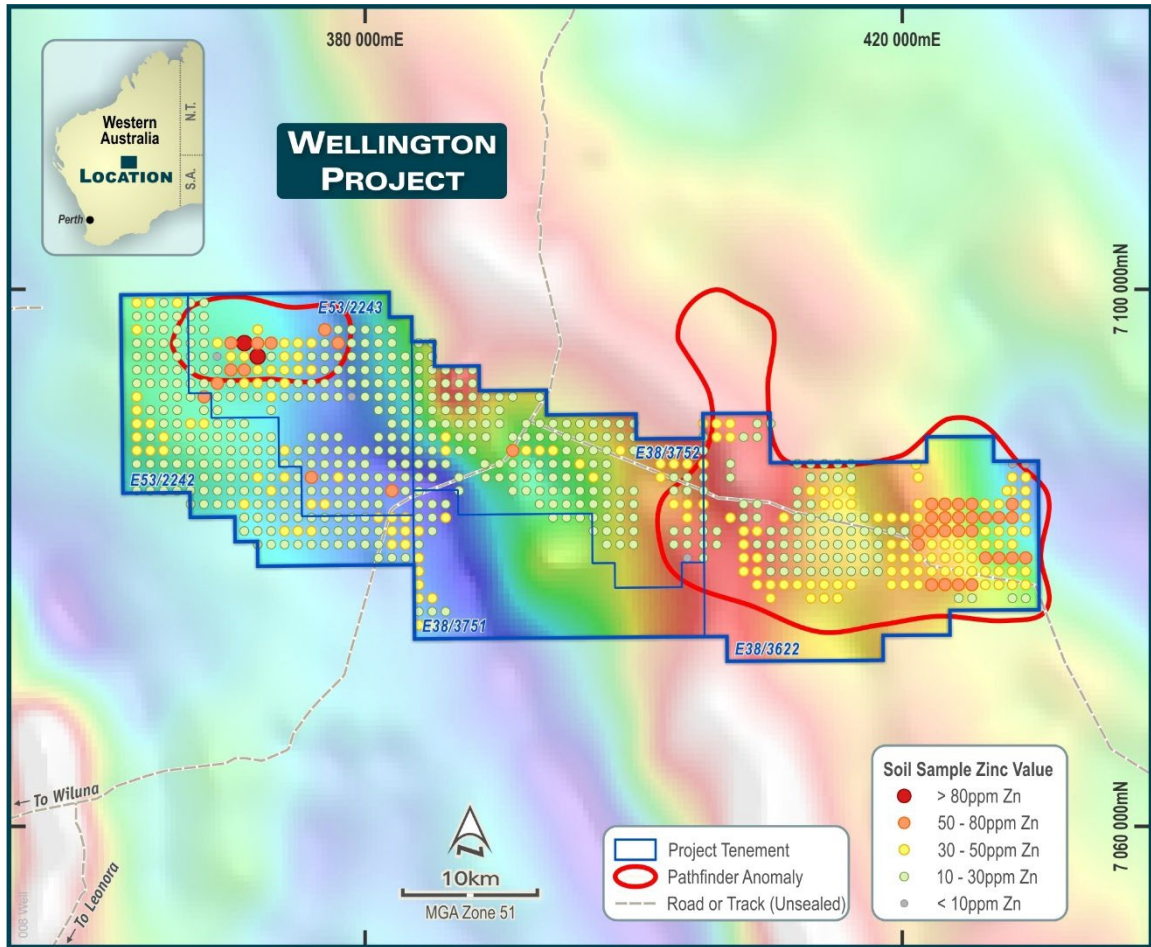 380 000mE
420 000mE
Western
Australia
LOCATION
N.T.
S.A.
Perth
WELLINGTON
PROJECT
7 100 000mN
E53/2243
E38/3752
E53/2242
E38/3751
E38/3622
To Wiluna
To Leonora
008 Well
N
10km
MGA Zone 51
Project Tenement
Pathfinder Anomaly
Road or Track (Unsealed)
Soil Sample Zinc Value
> 80ppm Zn
50 - 80ppm Zn
30 - 50ppm Zn
10 - 30ppm Zn
< 10ppm Zn
7 060 000mN